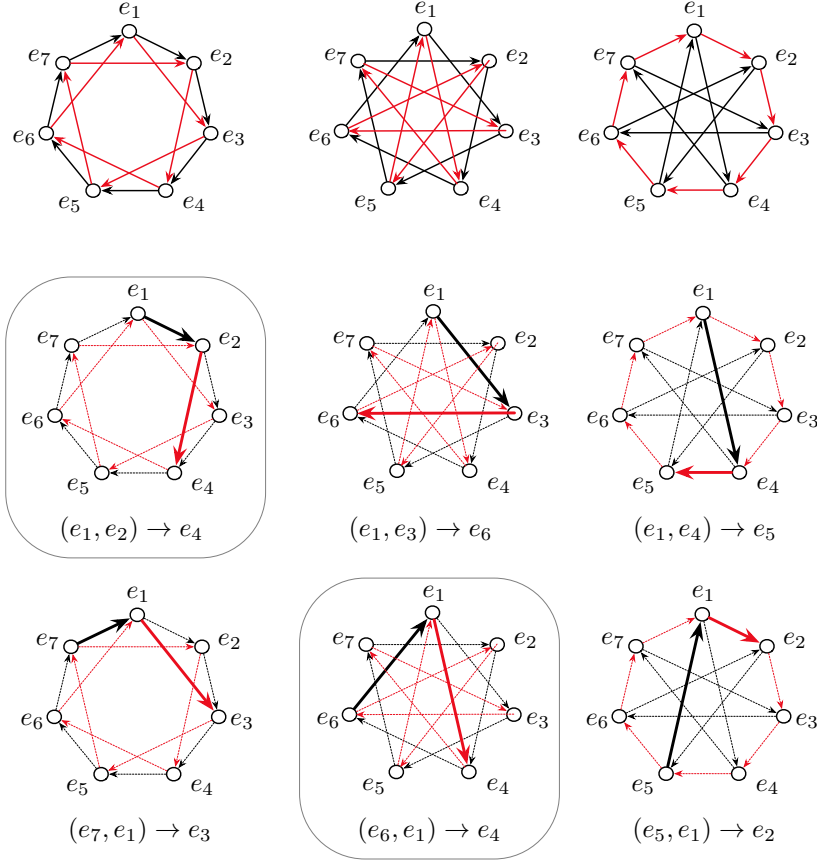 e₁ e₁ e₁
e₇ e₂ e₇ e₂ e₇ e₂
e₆ e₃ e₆ e₃ e₆ e₃
e₅ e₄ e₅ e₄ e₅ e₄
e₁ e₁ e₁
e₇ e₂ e₇ e₂ e₇ e₂
e₆ e₃ e₆ e₃ e₆ e₃
e₅ e₄ e₅ e₄ e₅ e₄
(e₁, e₂) → e₄ (e₁, e₃) → e₆ (e₁, e₄) → e₅
e₁ e₁ e₁
e₇ e₂ e₇ e₂ e₇ e₂
e₆ e₃ e₆ e₃ e₆ e₃
e₅ e₄ e₅ e₄ e₅ e₄
(e₇, e₁) → e₃ (e₆, e₁) → e₄ (e₅, e₁) → e₂